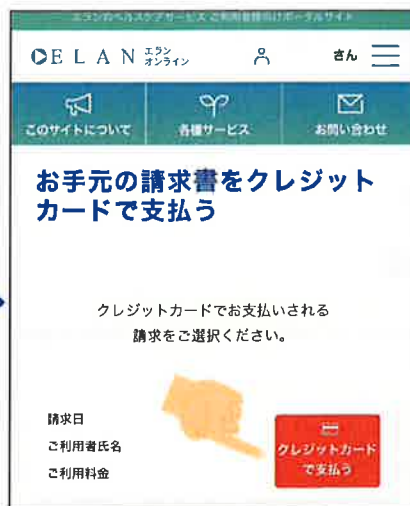 エランのヘルスケアサービス ご利用者様向けポータルサイト
ELAN エラン
オンライン
さん
このサイトについて 各種サービス お問い合わせ
お手元の請求書をクレジット
カードで支払う
クレジットカードでお支払いされる
請求をご選択ください。
請求日
ご利用者氏名
ご利用料金
クレジットカード
で支払う